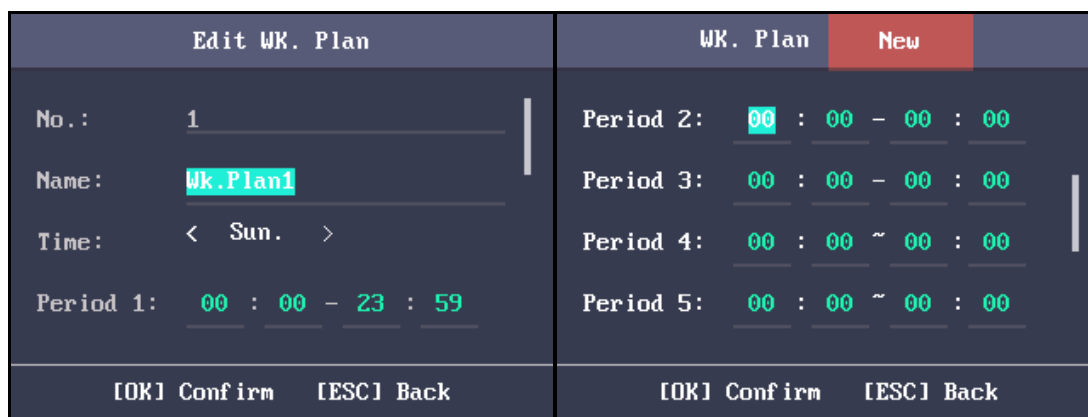 Edit WK. Plan
No.: 1
Name: Wk.Plan1
Time: < Sun. >
Period 1: 00 : 00 - 23 : 59
[OK] Confirm [ESC] Back
WK. Plan New
Period 2: 00 : 00 - 00 : 00
Period 3: 00 : 00 - 00 : 00
Period 4: 00 : 00 ~ 00 : 00
Period 5: 00 : 00 ~ 00 : 00
[OK] Confirm [ESC] Back